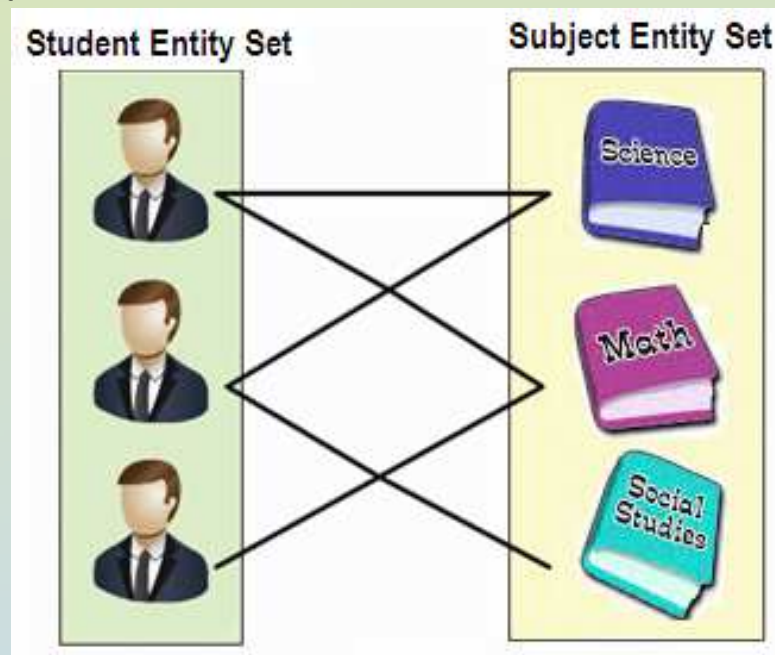 Student Entity Set
Subject Entity Set
Science
Math
Social
Studies